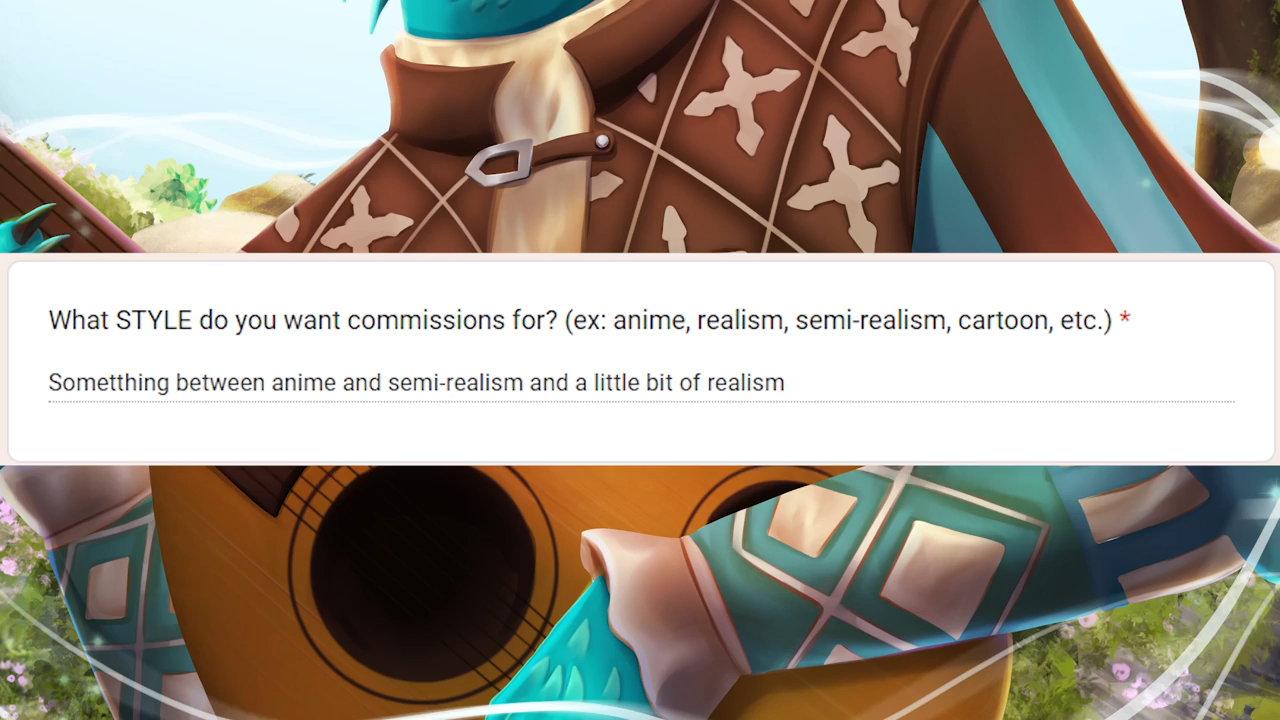 What STYLE do you want commissions for? (ex: anime, realism, semi-realism, cartoon, etc.) *
Sometthing between anime and semi-realism and a little bit of realism